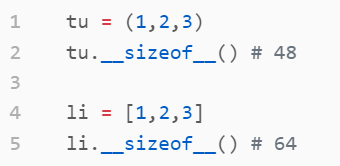 1 tu = (1,2,3)
2 tu.__sizeof__() # 48
3
4 li = [1,2,3]
5 li.__sizeof__() # 64